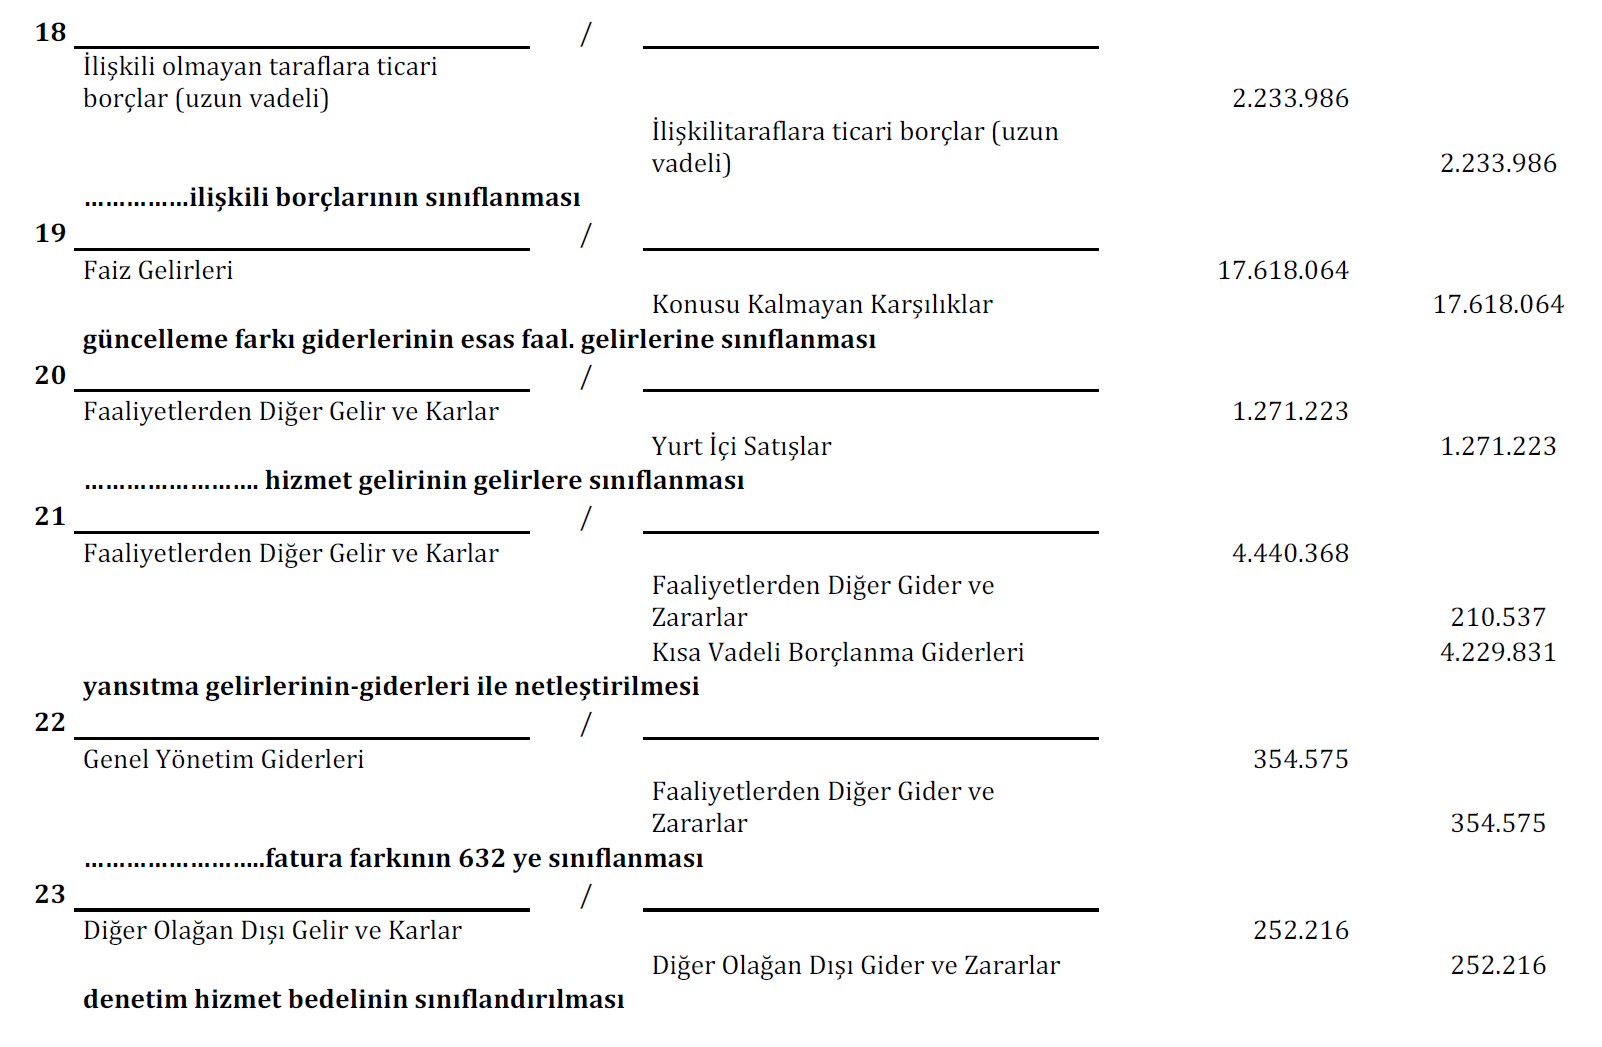 18 /
İlişkili olmayan taraflara ticari
borçlar (uzun vadeli) 2.233.986
İlişkilitaraflara ticari borçlar (uzun
vadeli) 2.233.986
……………ilişkili borçlarının sınıflanması
19 /
Faiz Gelirleri 17.618.064
Konusu Kalmayan Karşılıklar 17.618.064
güncelleme farkı giderlerinin esas faal. gelirlerine sınıflanması
20 /
Faaliyetlerden Diğer Gelir ve Karlar 1.271.223
Yurt İçi Satışlar 1.271.223
……………………. hizmet gelirinin gelirlere sınıflanması
21 /
Faaliyetlerden Diğer Gelir ve Karlar 4.440.368
Faaliyetlerden Diğer Gider ve
Zararlar 210.537
Kısa Vadeli Borçlanma Giderleri 4.229.831
yansıtma gelirlerinin-giderleri ile netleştirilmesi
22 /
Genel Yönetim Giderleri 354.575
Faaliyetlerden Diğer Gider ve
Zararlar 354.575
……………………..fatura farkının 632 ye sınıflanması
23 /
Diğer Olağan Dışı Gelir ve Karlar 252.216
Diğer Olağan Dışı Gider ve Zararlar 252.216
denetim hizmet bedelinin sınıflandırılması